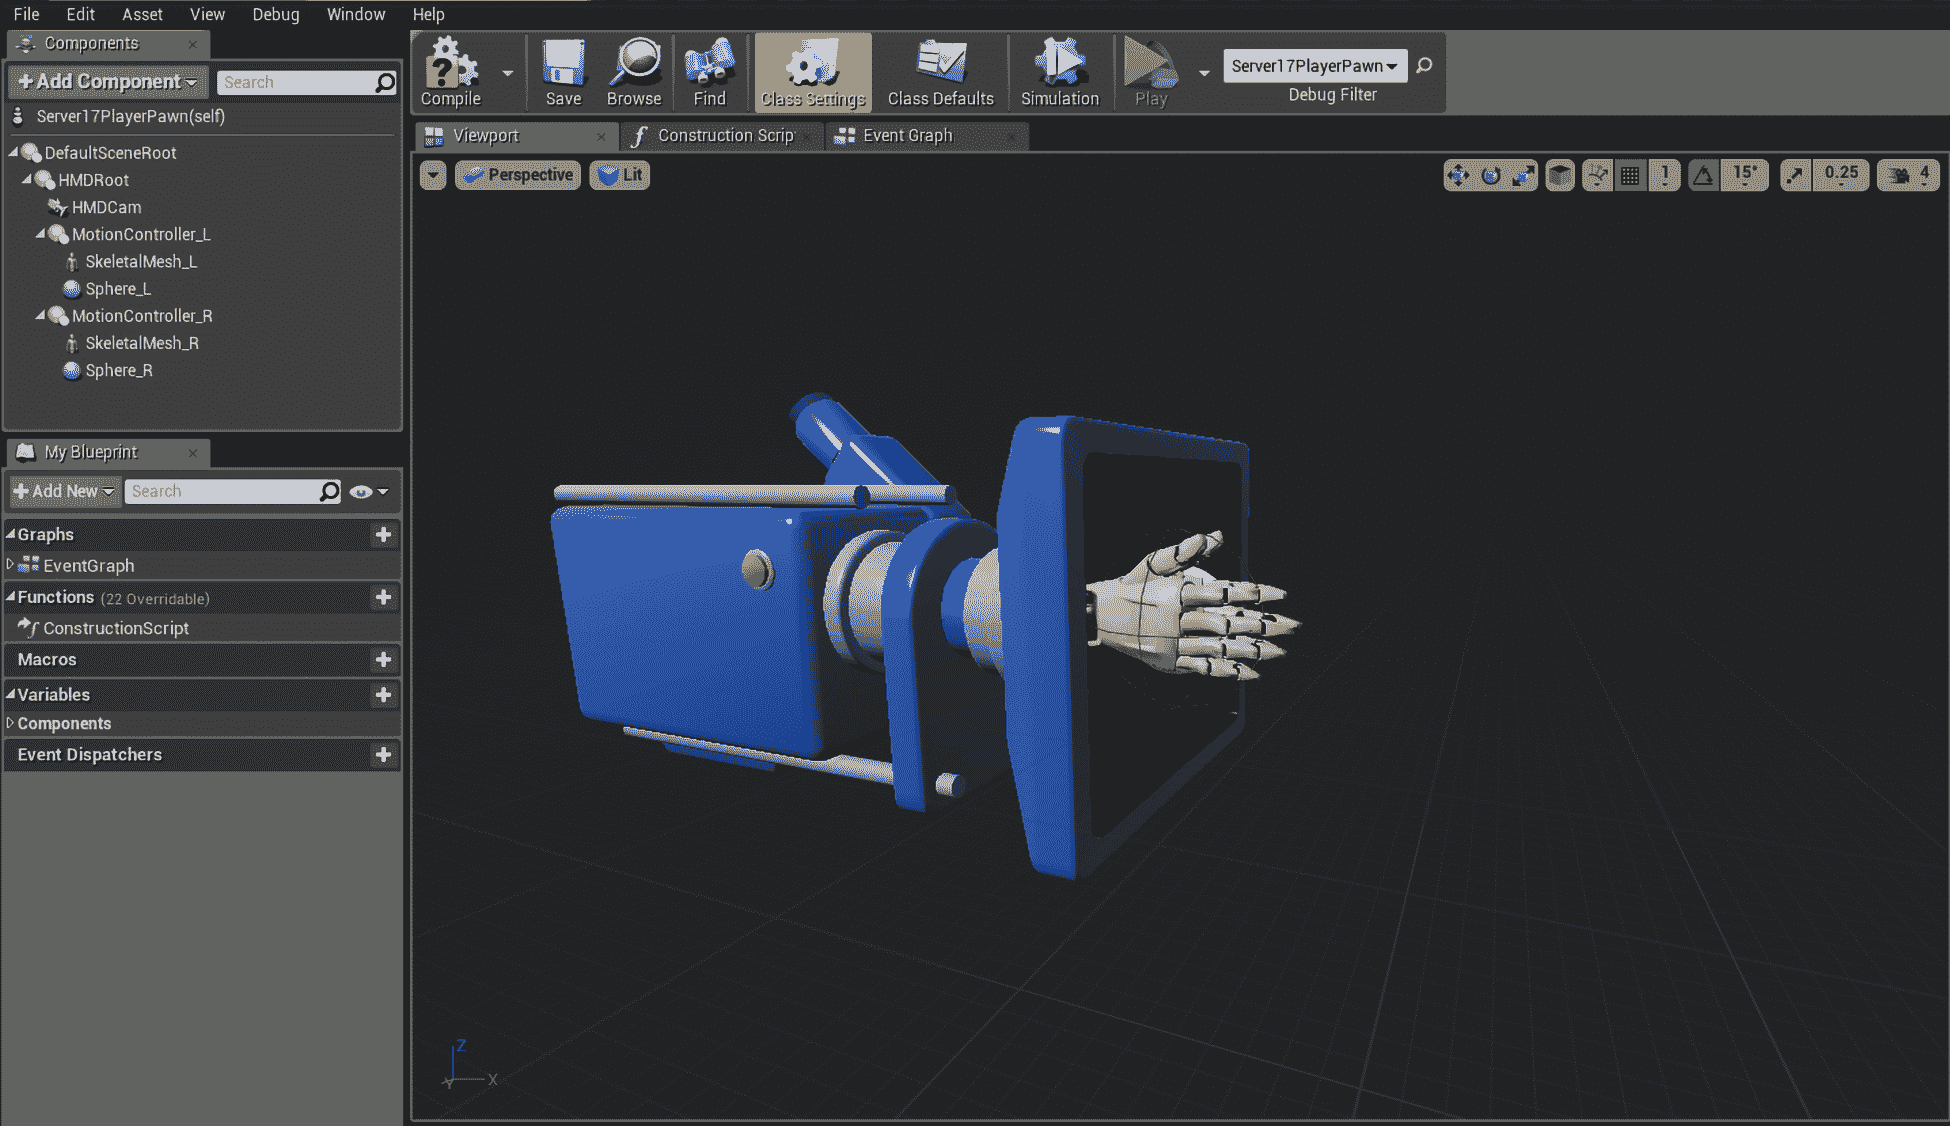 File Edit Asset View Debug Window Help
Components
Add Component
Search
Server17PlayerPawn(self)
DefaultSceneRoot
HMDRoot
HMDCam
MotionController_L
SkeletalMesh_L
Sphere_L
MotionController_R
SkeletalMesh_R
Sphere_R
My Blueprint
Add New
Search
Graphs
EventGraph
Functions (22 Overridable)
ConstructionScript
Macros
Variables
Components
Event Dispatchers
Compile
Save
Browse
Find
Class Settings
Class Defaults
Simulation
Play
Server17PlayerPawn
Debug Filter
Viewport
Construction Scrip
Event Graph
Perspective
Lit
1
15°
0.25
4
Z
X
Y